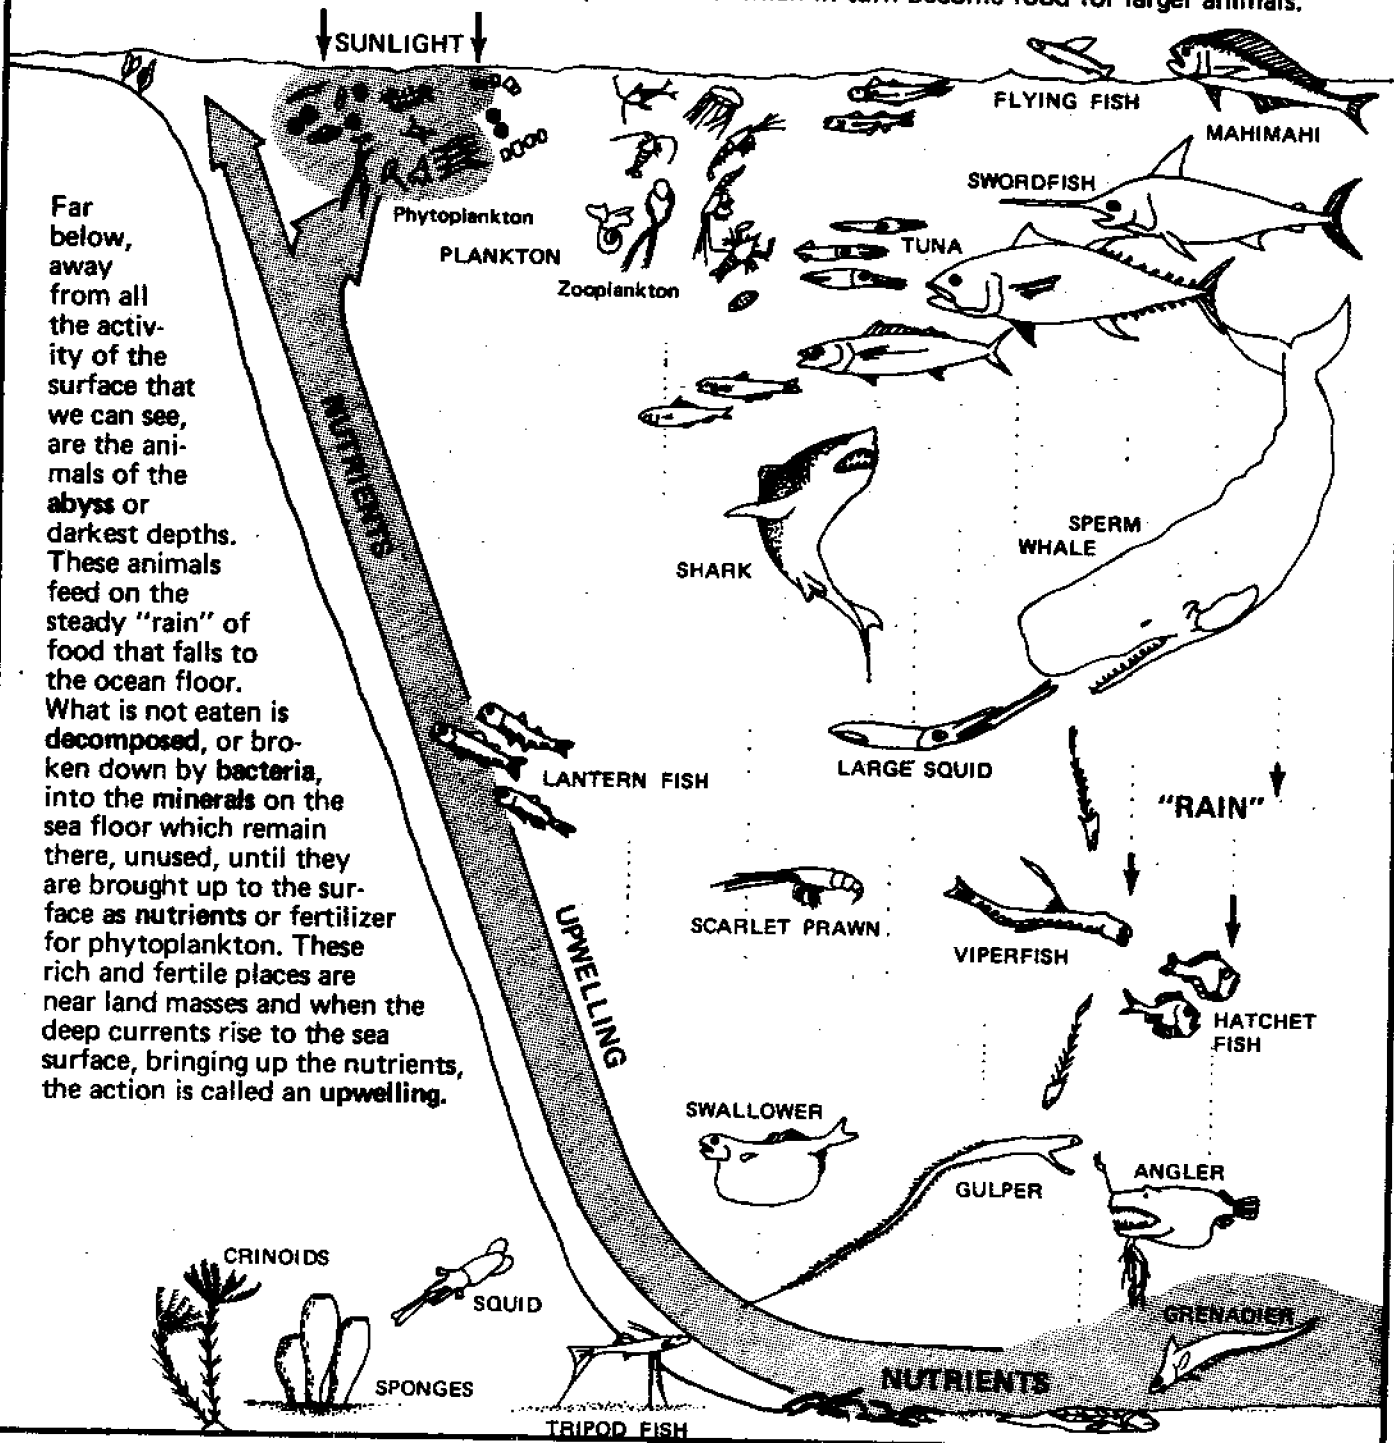 in turn become food for larger animals.
SUNLIGHT
FLYING FISH
MAHIMAHI
SWORDFISH
TUNA
Phytoplankton
PLANKTON
Zooplankton
NUTRIENTS
Far
below,
away
from all
the activ-
ity of the
surface that
we can see,
are the ani-
mals of the
abyss or
darkest depths.
These animals
feed on the
steady "rain" of
food that falls to
the ocean floor.
What is not eaten is
decomposed, or bro-
ken down by bacteria,
into the minerals on the
sea floor which remain
there, unused, until they
are brought up to the sur-
face as nutrients or fertilizer
for phytoplankton. These
rich and fertile places are
near land masses and when the
deep currents rise to the sea
surface, bringing up the nutrients,
the action is called an upwelling.
SHARK
SPERM
WHALE
LANTERN FISH
LARGE SQUID
"RAIN"
SCARLET PRAWN
VIPERFISH
UPWELLING
HATCHET
FISH
SWALLOWER
GULPER
ANGLER
CRINOIDS
SQUID
SPONGES
TRIPOD FISH
GRENADIER
NUTRIENTS